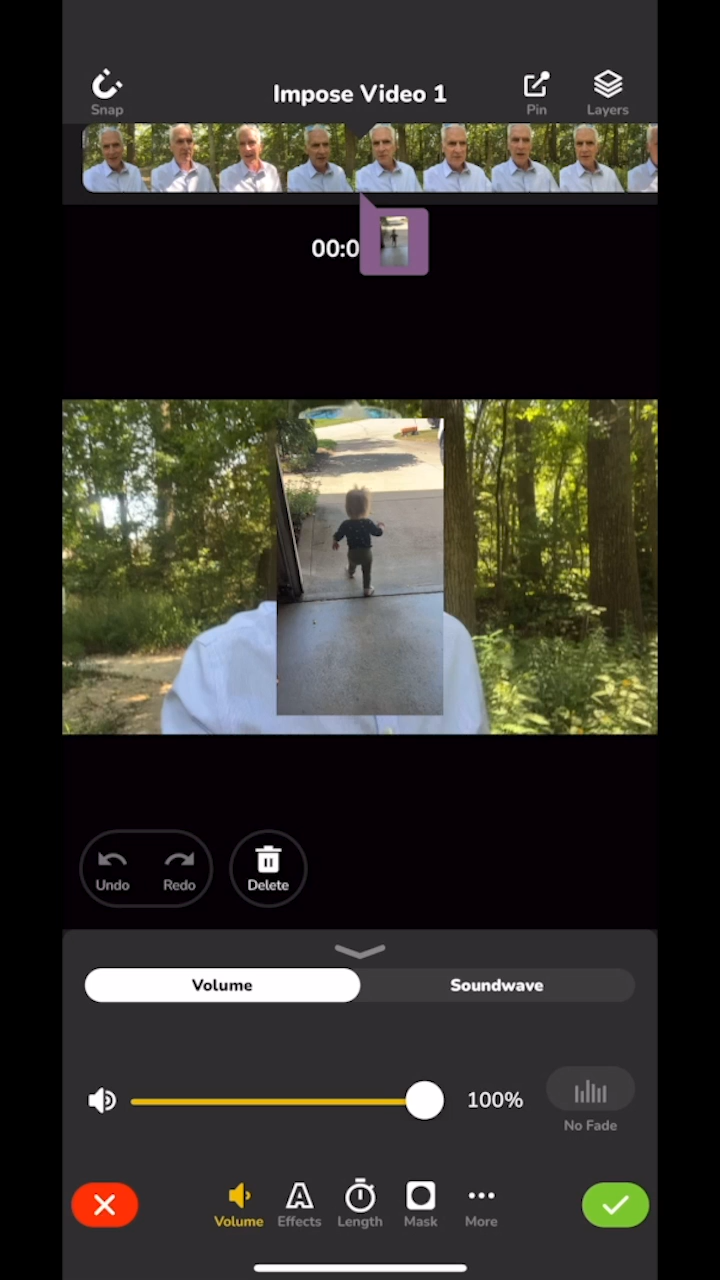 Impose Video 1
Snap
Pin
Layers
00:0
Undo
Redo
Delete
Volume
Soundwave
100%
No Fade
Volume
Effects
Length
Mask
More